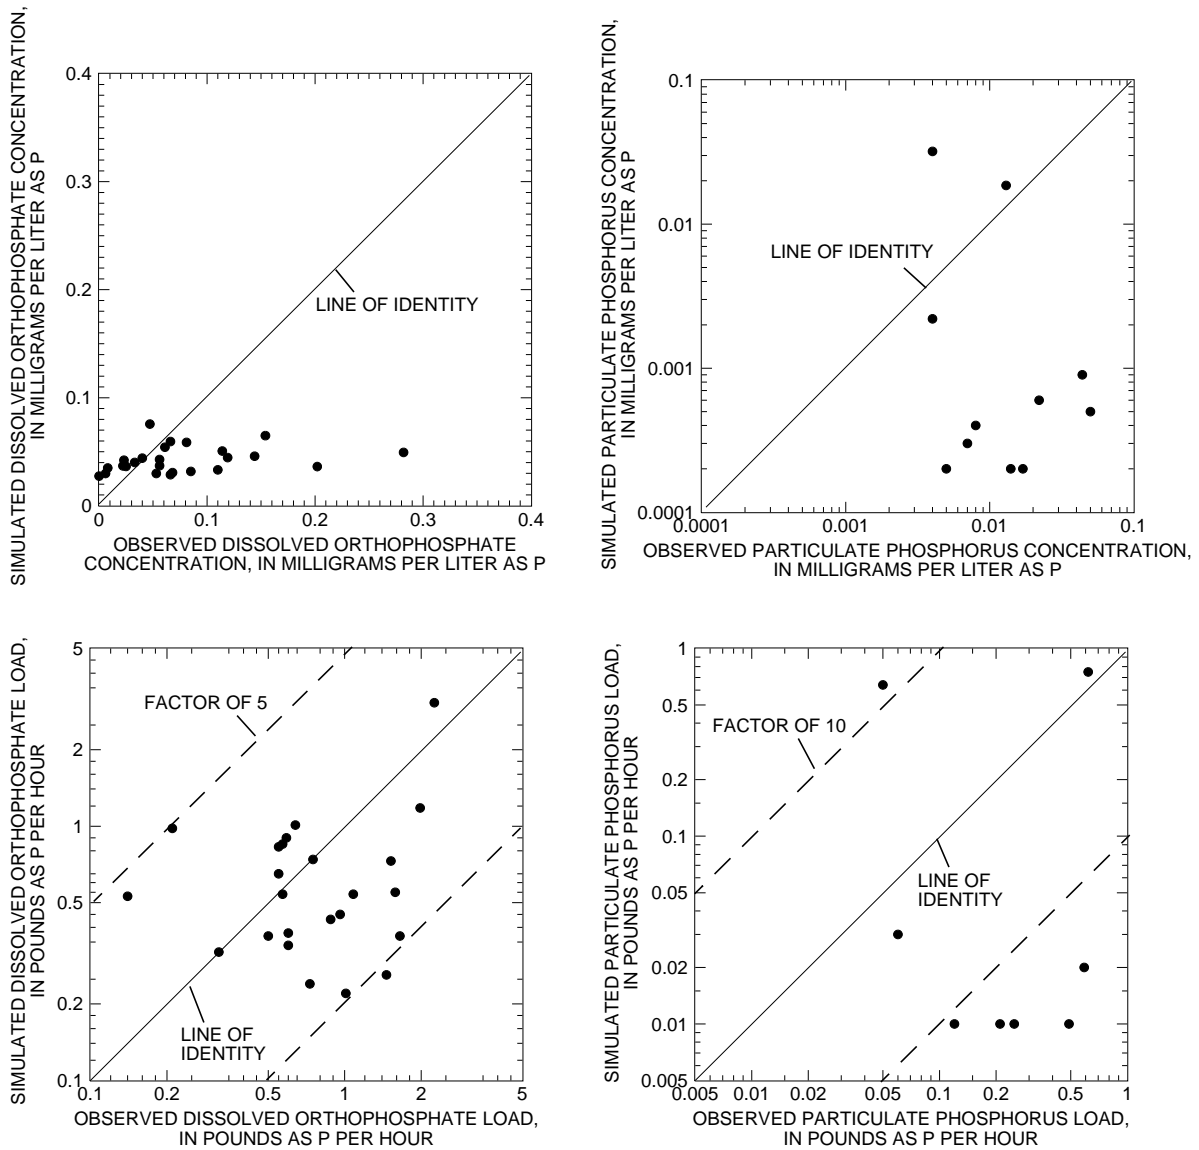 SIMULATED DISSOLVED ORTHOPHOSPHATE CONCENTRATION,
IN MILLIGRAMS PER LITER AS P
0.4
0.3
0.2
0.1
0
LINE OF IDENTITY
0
0.1
0.2
0.3
0.4
OBSERVED DISSOLVED ORTHOPHOSPHATE
CONCENTRATION, IN MILLIGRAMS PER LITER AS P
SIMULATED PARTICULATE PHOSPHORUS CONCENTRATION,
IN MILLIGRAMS PER LITER AS P
0.1
0.01
0.001
0.0001
LINE OF IDENTITY
0.0001
0.001
0.01
0.1
OBSERVED PARTICULATE PHOSPHORUS CONCENTRATION,
IN MILLIGRAMS PER LITER AS P
SIMULATED DISSOLVED ORTHOPHOSPHATE LOAD,
IN POUNDS AS P PER HOUR
5
2
1
0.5
0.2
0.1
FACTOR OF 5
LINE OF
IDENTITY
0.1
0.2
0.5
1
2
5
OBSERVED DISSOLVED ORTHOPHOSPHATE LOAD,
IN POUNDS AS P PER HOUR
SIMULATED PARTICULATE PHOSPHORUS LOAD,
IN POUNDS AS P PER HOUR
1
0.5
0.2
0.1
0.05
0.02
0.01
0.005
FACTOR OF 10
LINE OF
IDENTITY
0.005
0.01
0.02
0.05
0.1
0.2
0.5
1
OBSERVED PARTICULATE PHOSPHORUS LOAD,
IN POUNDS AS P PER HOUR